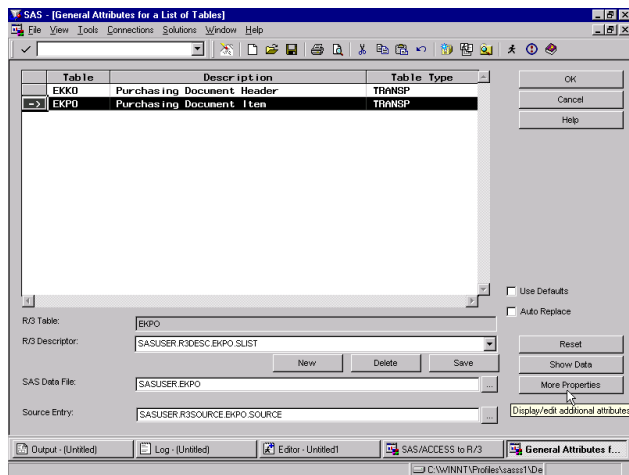 SAS - [General Attributes for a List of Tables]
File View Tools Connections Solutions Window Help
Table Description Table Type
EKKO Purchasing Document Header TRANSP
-> EKPO Purchasing Document Item TRANSP
OK
Cancel
Help
Use Defaults
Auto Replace
R/3 Table: EKPO
R/3 Descriptor: SASUSER.R3DESC.EKPO.SLIST
Reset
New Delete Save
Show Data
SAS Data File: SASUSER.EKPO ...
More Properties
Display/edit additional attributes
Source Entry: SASUSER.R3SOURCE.EKPO.SOURCE ...
Output - (Untitled) Log - (Untitled) Editor - Untitled1 SAS/ACCESS to R/3 General Attributes f...
C:\WINNT\Profiles\sasss1\De